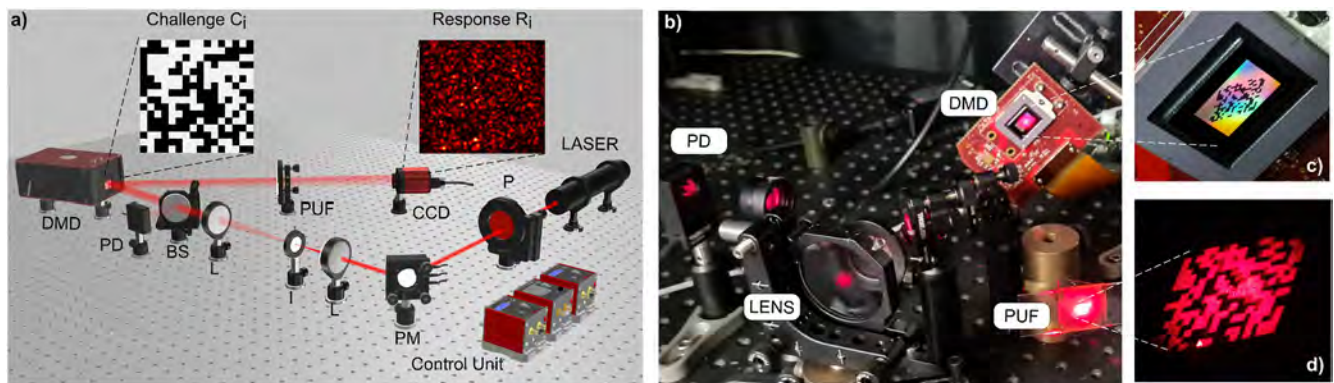 a)
Challenge Ci
Response Ri
LASER
P
DMD
PD
BS
L
PUF
CCD
I
L
PM
Control Unit
b)
DMD
PD
LENS
PUF
c)
d)